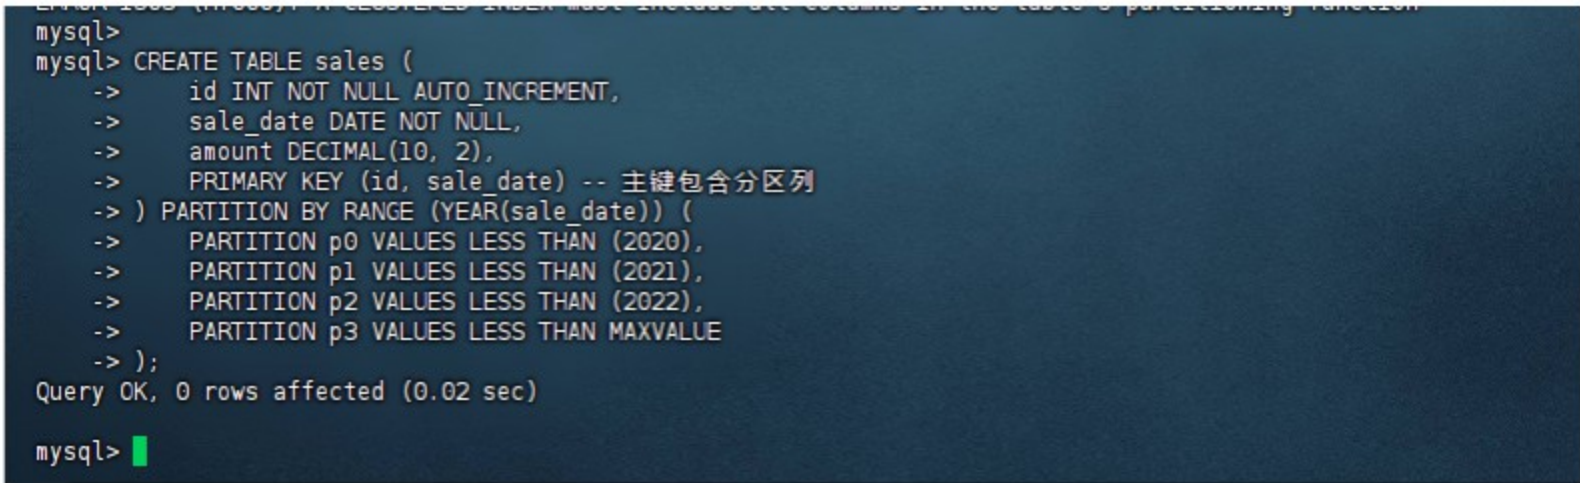 mysql>
mysql> CREATE TABLE sales (
    ->     id INT NOT NULL AUTO_INCREMENT,
    ->     sale_date DATE NOT NULL,
    ->     amount DECIMAL(10, 2),
    ->     PRIMARY KEY (id, sale_date) -- 主键包含分区列
    -> ) PARTITION BY RANGE (YEAR(sale_date)) (
    ->     PARTITION p0 VALUES LESS THAN (2020),
    ->     PARTITION p1 VALUES LESS THAN (2021),
    ->     PARTITION p2 VALUES LESS THAN (2022),
    ->     PARTITION p3 VALUES LESS THAN MAXVALUE
    -> );
Query OK, 0 rows affected (0.02 sec)
mysql>